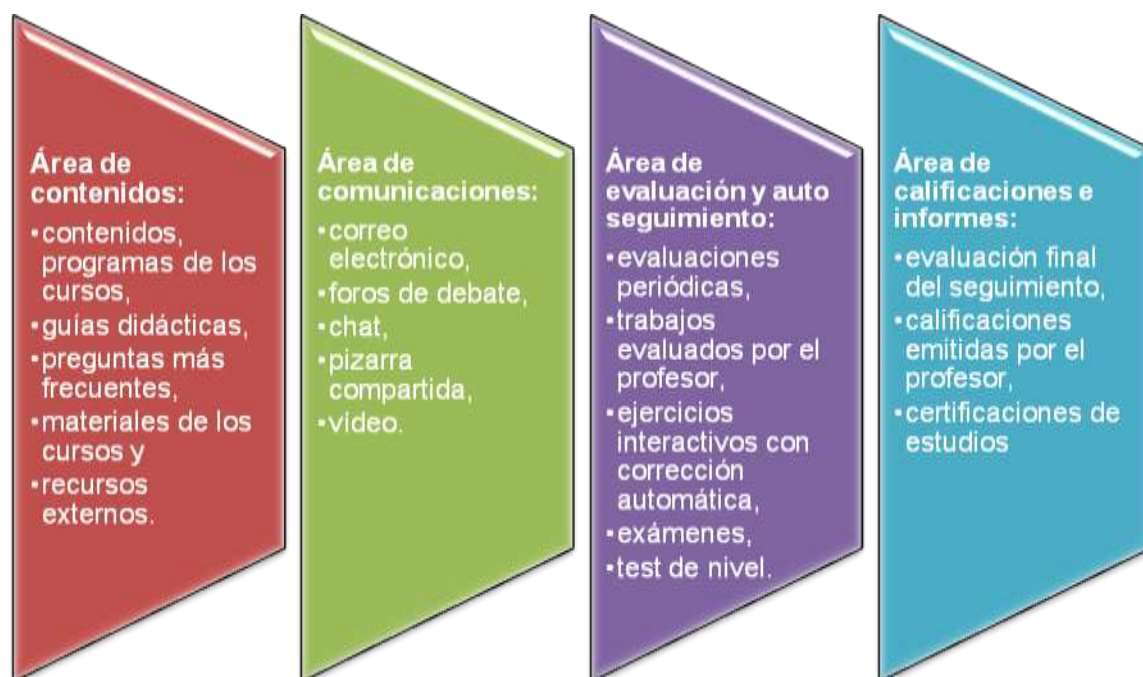 Área de
contenidos:
•contenidos,
programas de los
cursos,
•guías didácticas,
•preguntas más
frecuentes,
•materiales de los
cursos y
•recursos
externos.
Área de
comunicaciones:
•correo
electrónico,
•foros de debate,
•chat,
•pizarra
compartida,
•vídeo.
Área de
evaluación y auto
seguimiento:
•evaluaciones
periódicas,
•trabajos
evaluados por el
profesor,
•ejercicios
interactivos con
corrección
automática,
•exámenes,
•test de nivel.
Área de
calificaciones e
informes:
•evaluación final
del seguimiento,
•calificaciones
emitidas por el
profesor,
•certificaciones de
estudios